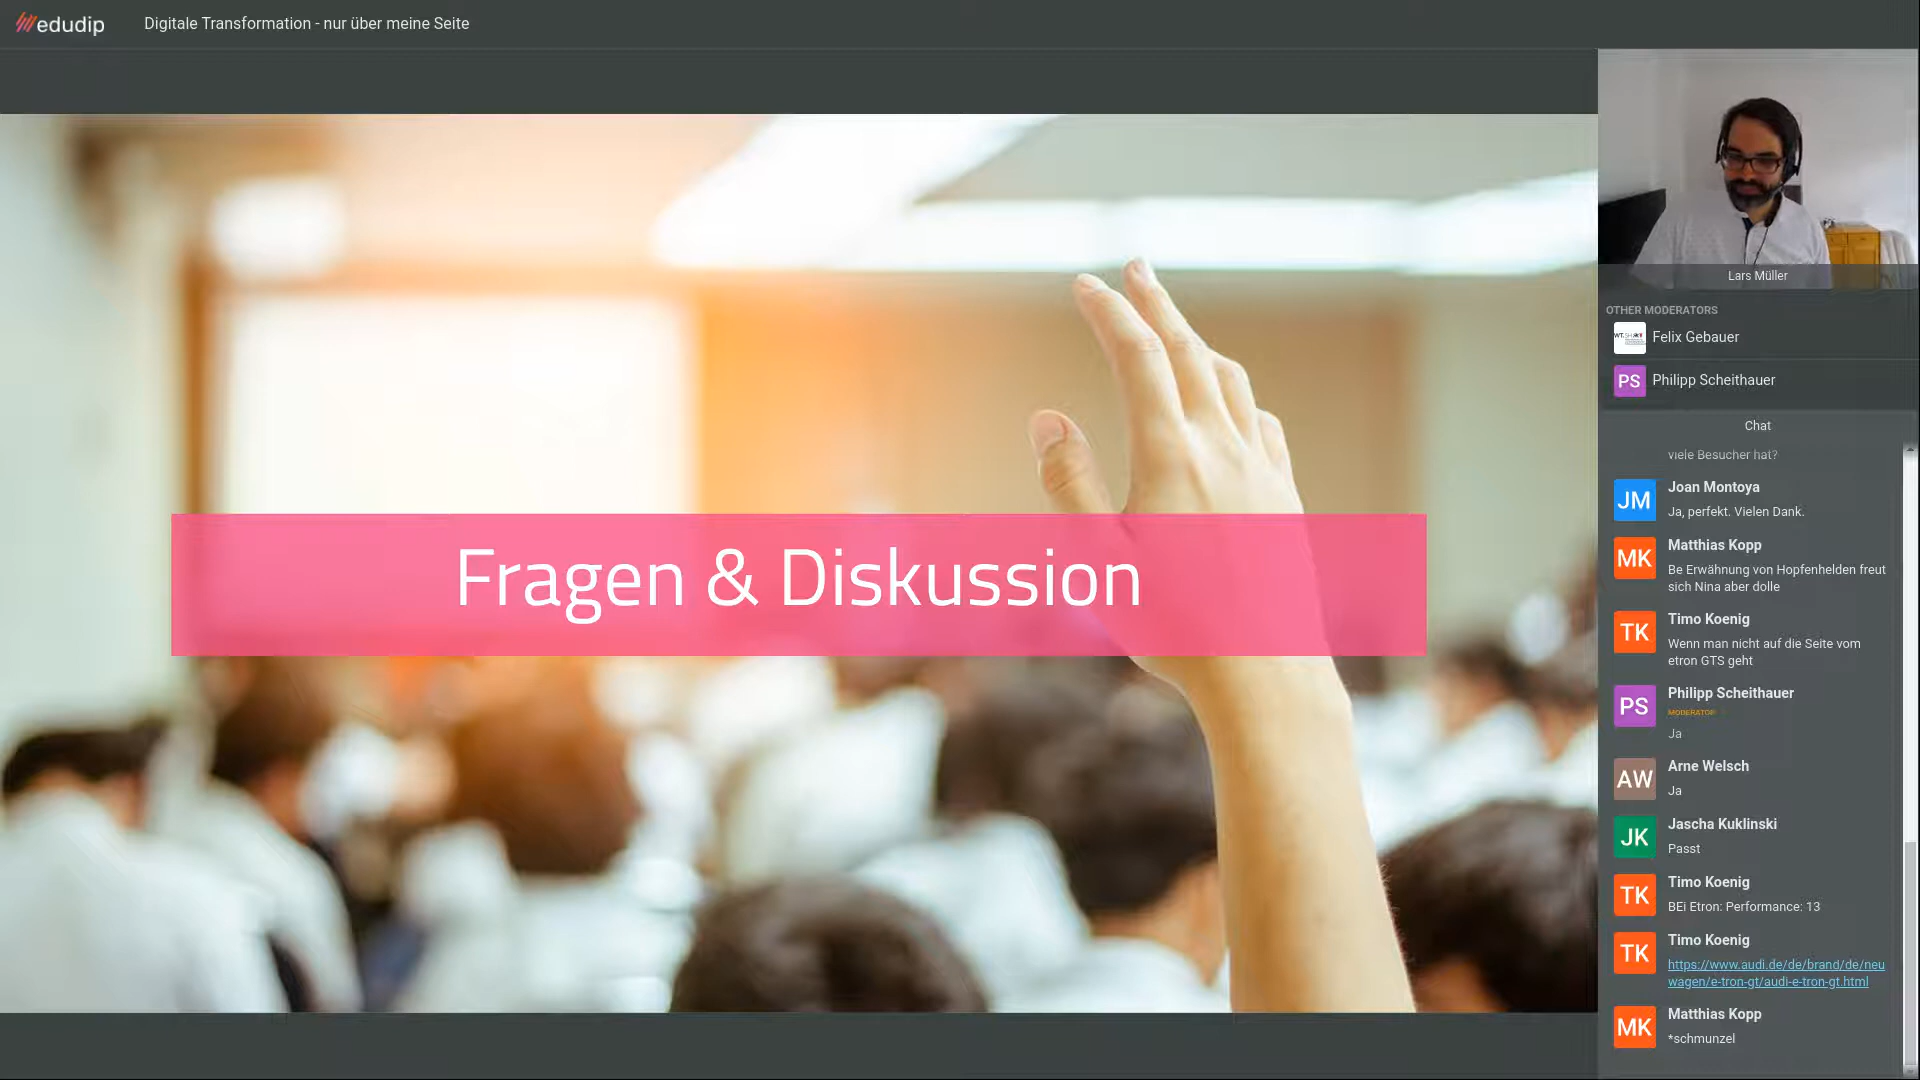 edudip
Digitale Transformation - nur über meine Seite
Fragen & Diskussion
Lars Müller
OTHER MODERATORS
Felix Gebauer
PS
Philipp Scheithauer
Chat
viele Besucher hat?
JM
Joan Montoya
Ja, perfekt. Vielen Dank.
MK
Matthias Kopp
Be Erwähnung von Hopfenhelden freut
sich Nina aber dolle
TK
Timo Koenig
Wenn man nicht auf die Seite vom
etron GTS geht
PS
Philipp Scheithauer
MODERATOR
Ja
AW
Arne Welsch
Ja
JK
Jascha Kuklinski
Passt
TK
Timo Koenig
BEi Etron: Performance: 13
TK
Timo Koenig
https://www.audi.de/de/brand/de/neu
wagen/e-tron-gt/audi-e-tron-gt.html
MK
Matthias Kopp
*schmunzel